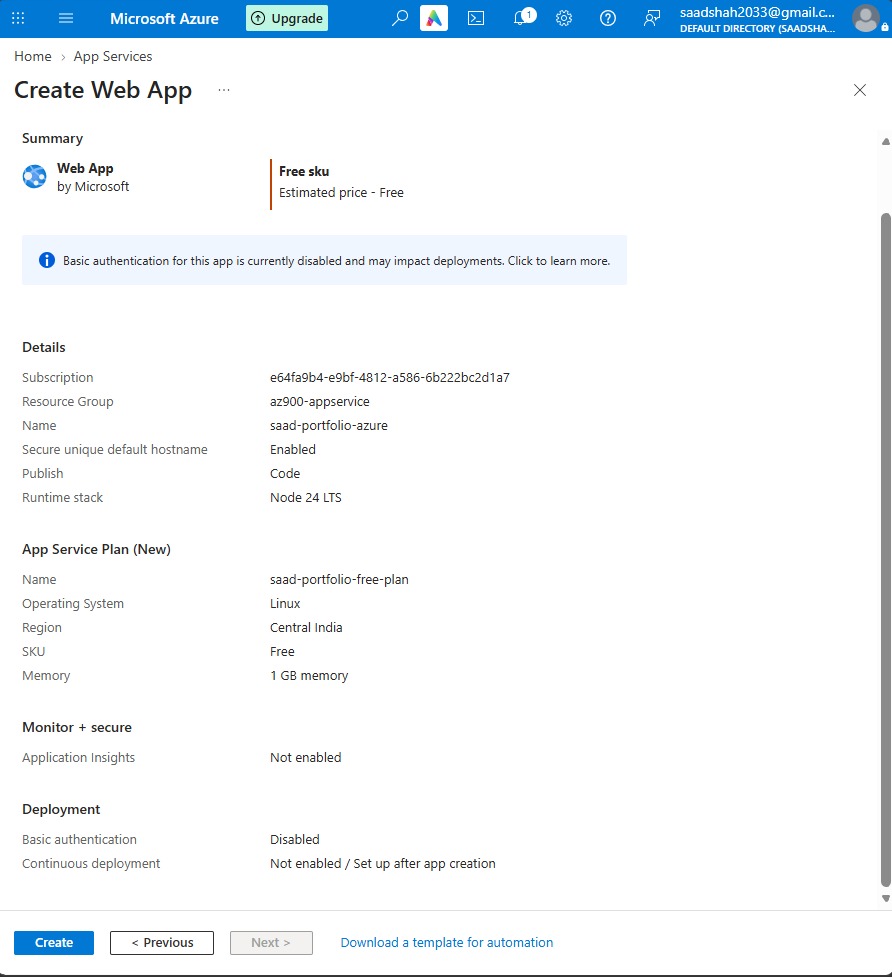 Microsoft Azure
Upgrade
1
saadshah2033@gmail.c...
DEFAULT DIRECTORY (SAADSHA...
Home > App Services
Create Web App ...
Summary
Web App
by Microsoft
Free sku
Estimated price - Free
Basic authentication for this app is currently disabled and may impact deployments. Click to learn more.
Details
Subscription e64fa9b4-e9bf-4812-a586-6b222bc2d1a7
Resource Group az900-appservice
Name saad-portfolio-azure
Secure unique default hostname Enabled
Publish Code
Runtime stack Node 24 LTS
App Service Plan (New)
Name saad-portfolio-free-plan
Operating System Linux
Region Central India
SKU Free
Memory 1 GB memory
Monitor + secure
Application Insights Not enabled
Deployment
Basic authentication Disabled
Continuous deployment Not enabled / Set up after app creation
Create < Previous Next > Download a template for automation